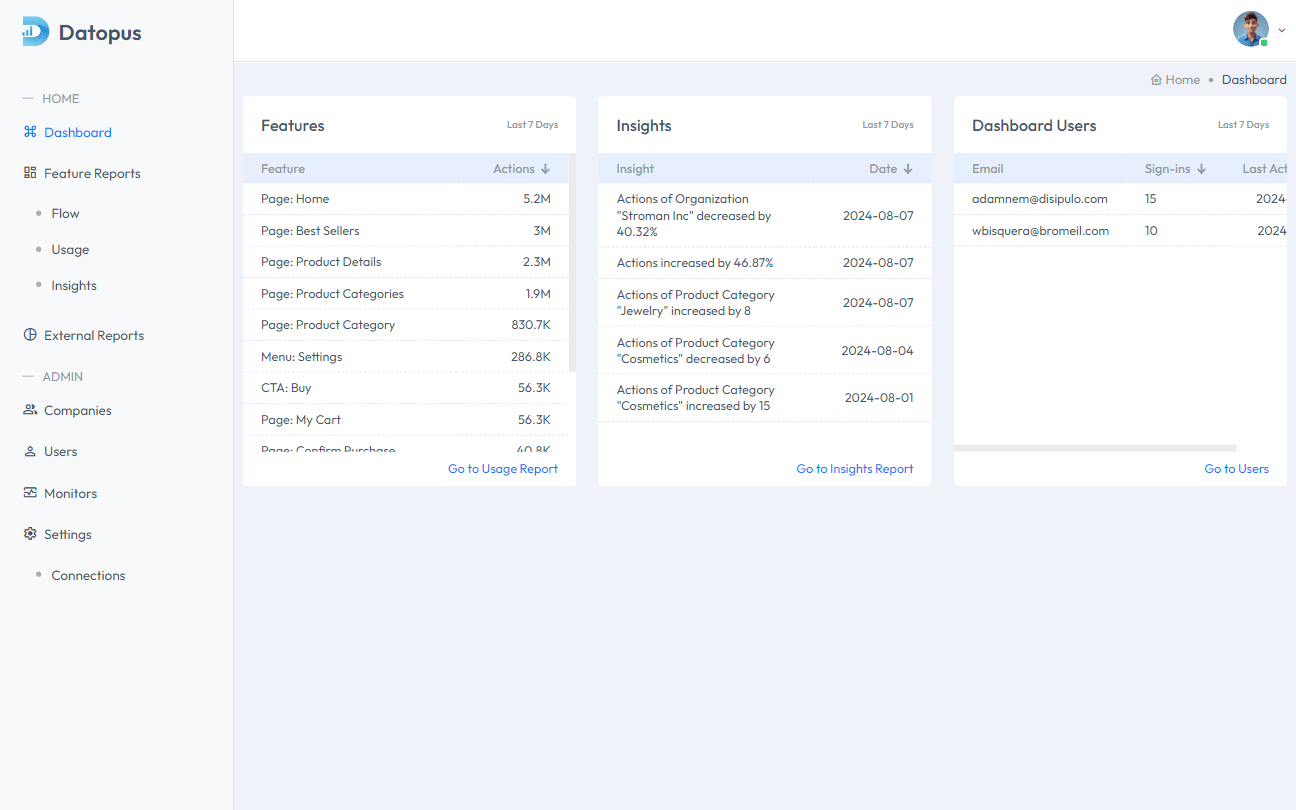 Datopus
HOME
Dashboard
Feature Reports
Flow
Usage
Insights
External Reports
ADMIN
Companies
Users
Monitors
Settings
Connections
Home • Dashboard
Features Last 7 Days
Feature Actions
Page: Home 5.2M
Page: Best Sellers 3M
Page: Product Details 2.3M
Page: Product Categories 1.9M
Page: Product Category 830.7K
Menu: Settings 286.8K
CTA: Buy 56.3K
Page: My Cart 56.3K
Page: Confirm Purchase 40.8K
Go to Usage Report
Insights Last 7 Days
Insight Date
Actions of Organization
"Stroman Inc" decreased by 2024-08-07
40.32%
Actions increased by 46.87% 2024-08-07
Actions of Product Category
"Jewelry" increased by 8 2024-08-07
Actions of Product Category
"Cosmetics" decreased by 6 2024-08-04
Actions of Product Category
"Cosmetics" increased by 15 2024-08-01
Go to Insights Report
Dashboard Users Last 7 Days
Email Sign-ins Last Act
adamnem@disipulo.com 15 2024-
wbisquera@bromeil.com 10 2024
Go to Users